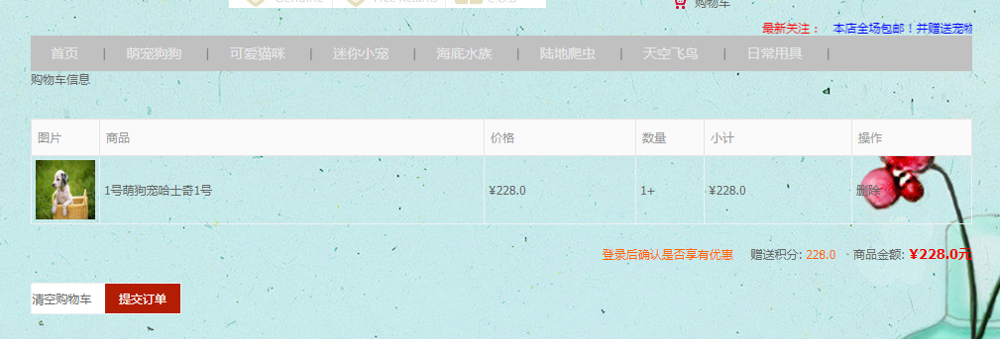 购物车
最新关注： 本店全场包邮！并赠送宠物
首页 | 萌宠狗狗 | 可爱猫咪 | 迷你小宠 | 海底水族 | 陆地爬虫 | 天空飞鸟 | 日常用具 |
购物车信息
图片 商品 价格 数量 小计 操作
1号萌狗宠哈士奇1号 ¥228.0 1+ ¥228.0 删除
登录后确认是否享有优惠 赠送积分: 228.0 商品金额: ¥228.0元
清空购物车 提交订单